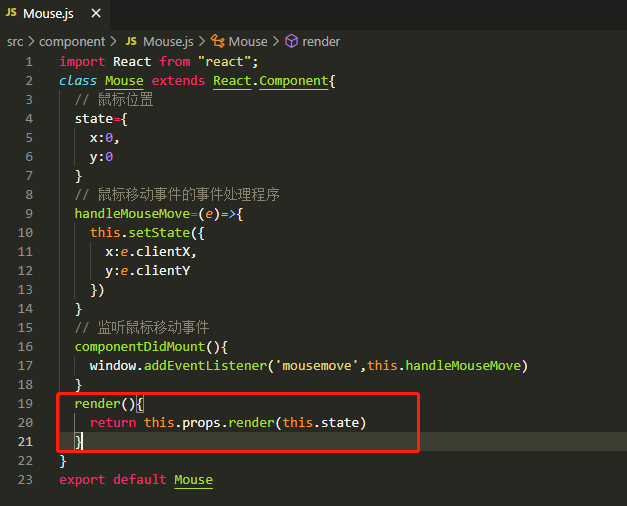 JS Mouse.js ×
src > component > JS Mouse.js > Mouse > render
1 import React from "react";
2 class Mouse extends React.Component{
3 // 鼠标位置
4 state={
5 x:0,
6 y:0
7 }
8 // 鼠标移动事件的事件处理程序
9 handleMouseMove=(e)=>{
10 this.setState({
11 x:e.clientX,
12 y:e.clientY
13 })
14 }
15 // 监听鼠标移动事件
16 componentDidMount(){
17 window.addEventListener('mousemove',this.handleMouseMove)
18 }
19 render(){
20 return this.props.render(this.state)
21 }
22 }
23 export default Mouse